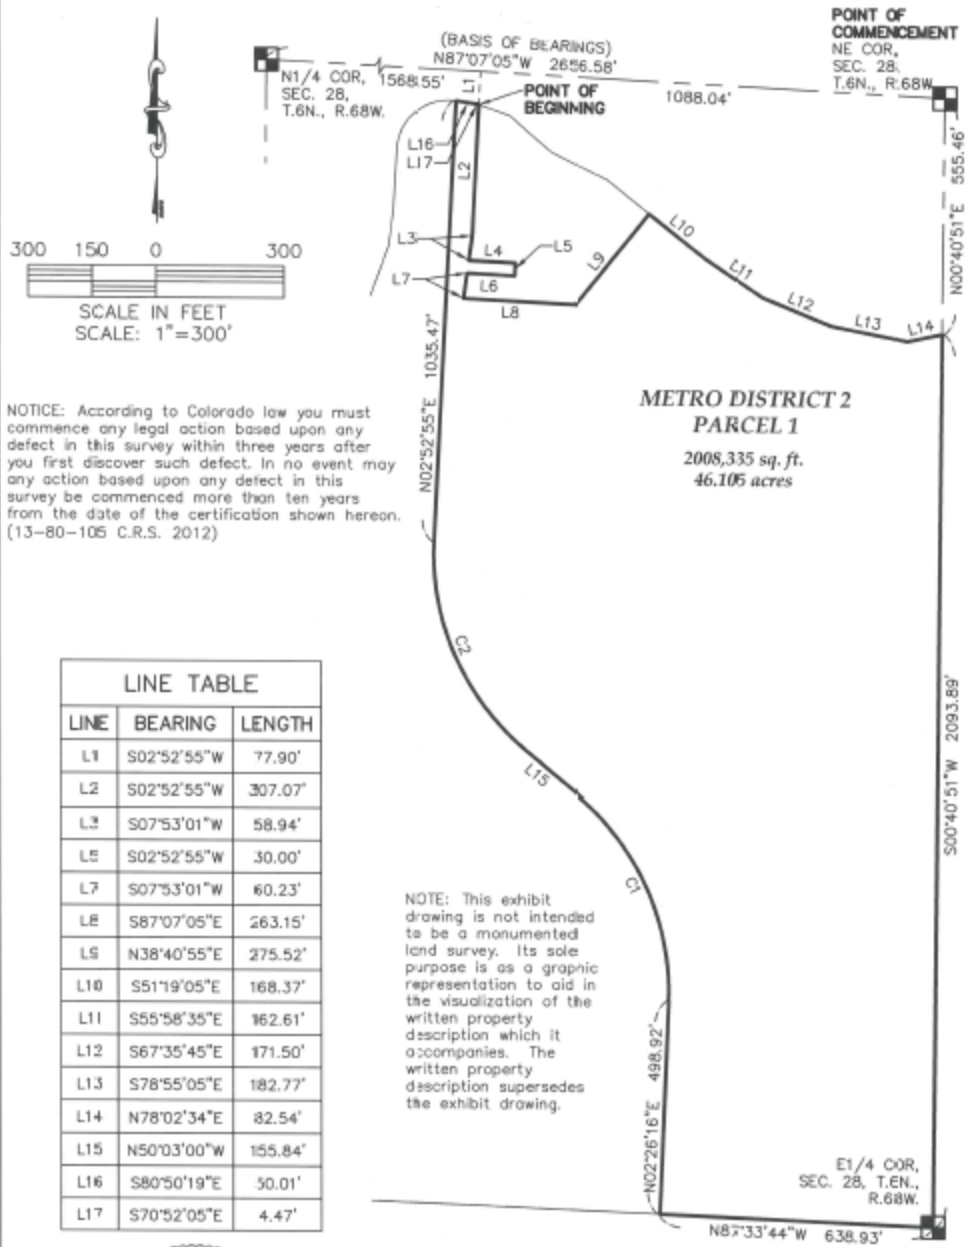 POINT OF
COMMENCEMENT
NE COR,
SEC. 28,
T.6N., R.68W.
(BASIS OF BEARINGS)
N87°07'05"W 2656.58'
N1/4 COR,
SEC. 28,
T.6N., R.68W.
1568.55'
L1
POINT OF
BEGINNING
1088.04'
N00°40'51"E 555.46'
L16
L17
L2
L3
L4
L5
L7
L6
L8
L9
L10
L11
L12
L13
L14
300 150 0 300
SCALE IN FEET
SCALE: 1"=300'
N02°52'55"E 1035.47'
METRO DISTRICT 2
PARCEL 1
2008,335 sq. ft.
46.105 acres
NOTICE: According to Colorado law you must
commence any legal action based upon any
defect in this survey within three years after
you first discover such defect. In no event may
any action based upon any defect in this
survey be commenced more than ten years
from the date of the certification shown hereon.
(13-80-105 C.R.S. 2012)
C2
L15
C1
S00°40'51"W 2093.89'
LINE TABLE
LINE BEARING LENGTH
L1 S02°52'55"W 77.90'
L2 S02°52'55"W 307.07'
L3 S07°53'01"W 58.94'
L5 S02°52'55"W 30.00'
L7 S07°53'01"W 60.23'
L8 S87°07'05"E 263.15'
L9 N38°40'55"E 275.52'
L10 S51°19'05"E 168.37'
L11 S55°58'35"E 162.61'
L12 S67°35'45"E 171.50'
L13 S78°55'05"E 182.77'
L14 N78°02'34"E 82.54'
L15 N50°03'00"W 155.84'
L16 S80°50'19"E 50.01'
L17 S70°52'05"E 4.47'
NOTE: This exhibit
drawing is not intended
to be a monumented
land survey. Its sole
purpose is as a graphic
representation to aid in
the visualization of the
written property
description which it
accompanies. The
written property
description supersedes
the exhibit drawing.
N02°26'16"E 498.92'
E1/4 COR,
SEC. 28, T.6N.,
R.68W.
N87°33'44"W 638.93'